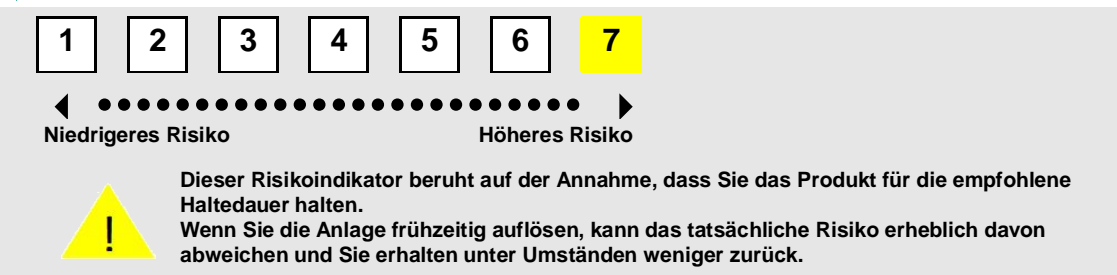 1 2 3 4 5 6 7
Niedrigeres Risiko Höheres Risiko
!
Dieser Risikoindikator beruht auf der Annahme, dass Sie das Produkt für die empfohlene
Haltedauer halten.
Wenn Sie die Anlage frühzeitig auflösen, kann das tatsächliche Risiko erheblich davon
abweichen und Sie erhalten unter Umständen weniger zurück.